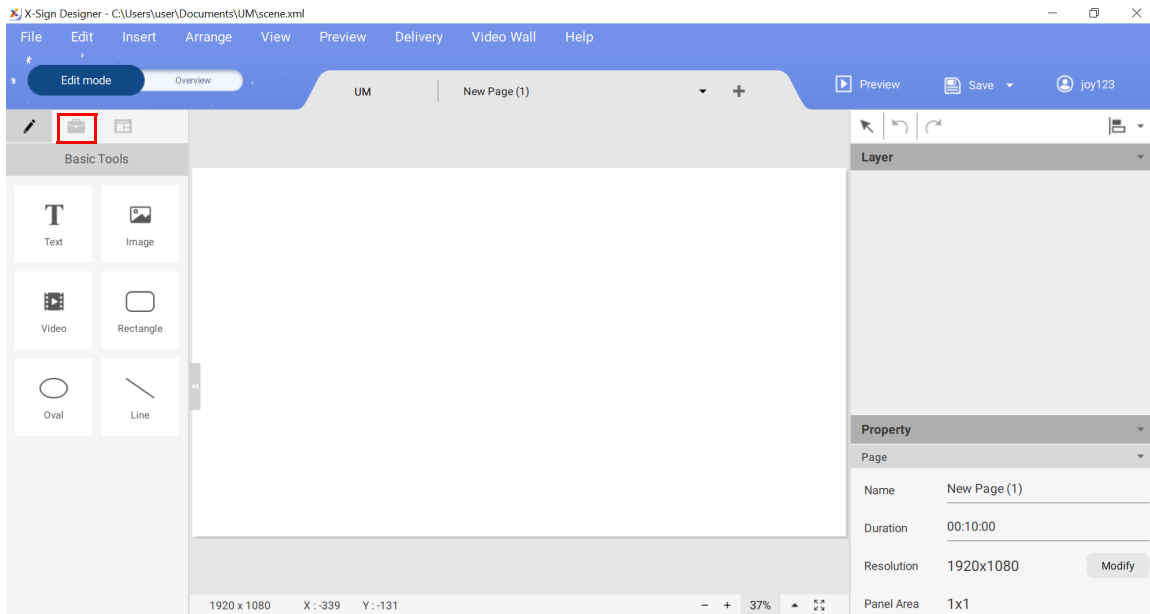 X-Sign Designer - C:\Users\user\Documents\UM\scene.xml
File Edit Insert Arrange View Preview Delivery Video Wall Help
Edit mode Overview
UM New Page (1)
Preview Save joy123
Basic Tools
Text Image
Video Rectangle
Oval Line
Layer
Property
Page
Name New Page (1)
Duration 00:10:00
Resolution 1920x1080 Modify
Panel Area 1x1
1920 x 1080 X : -339 Y : -131 - + 37%